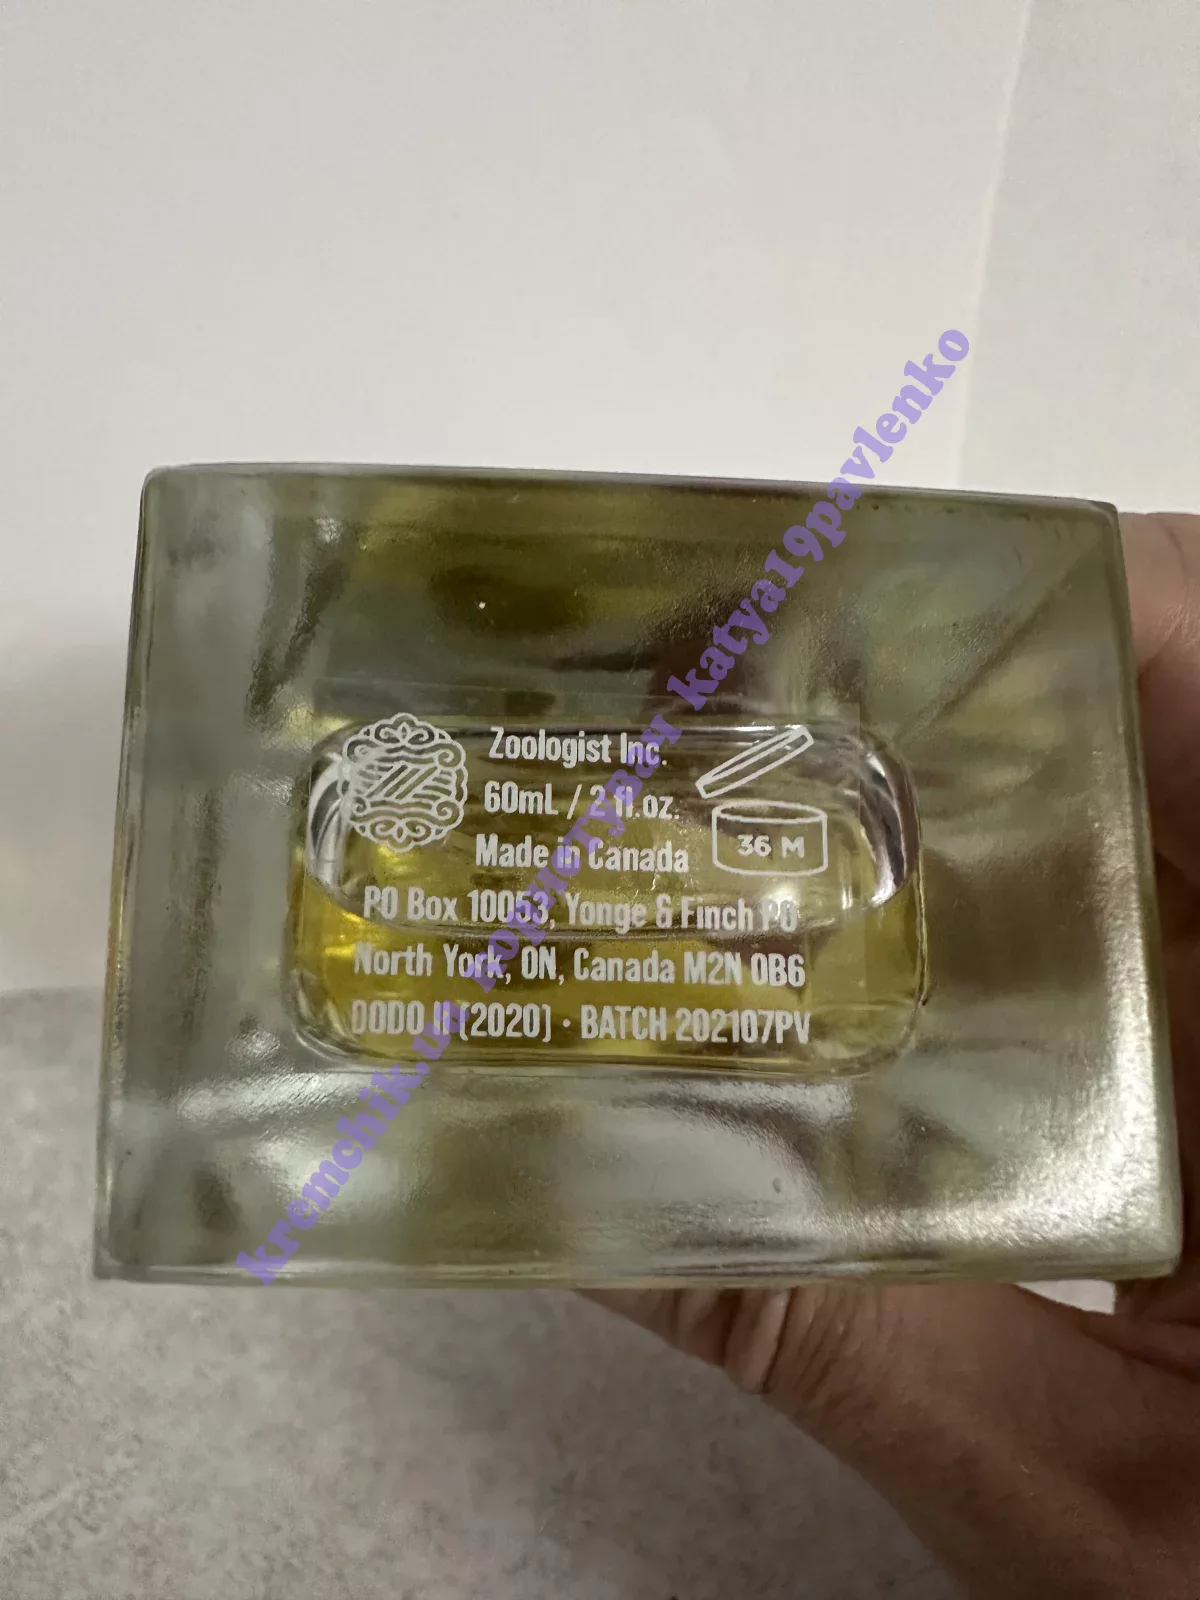 Zoologist Inc.
60mL / 2 fl.oz.
Made in Canada
36 M
PO Box 10053, Yonge & Finch PO
North York, ON, Canada M2N 0B6
DODO (2020) · BATCH 202107PV
kremchik.ua користувач katya19pavlenko